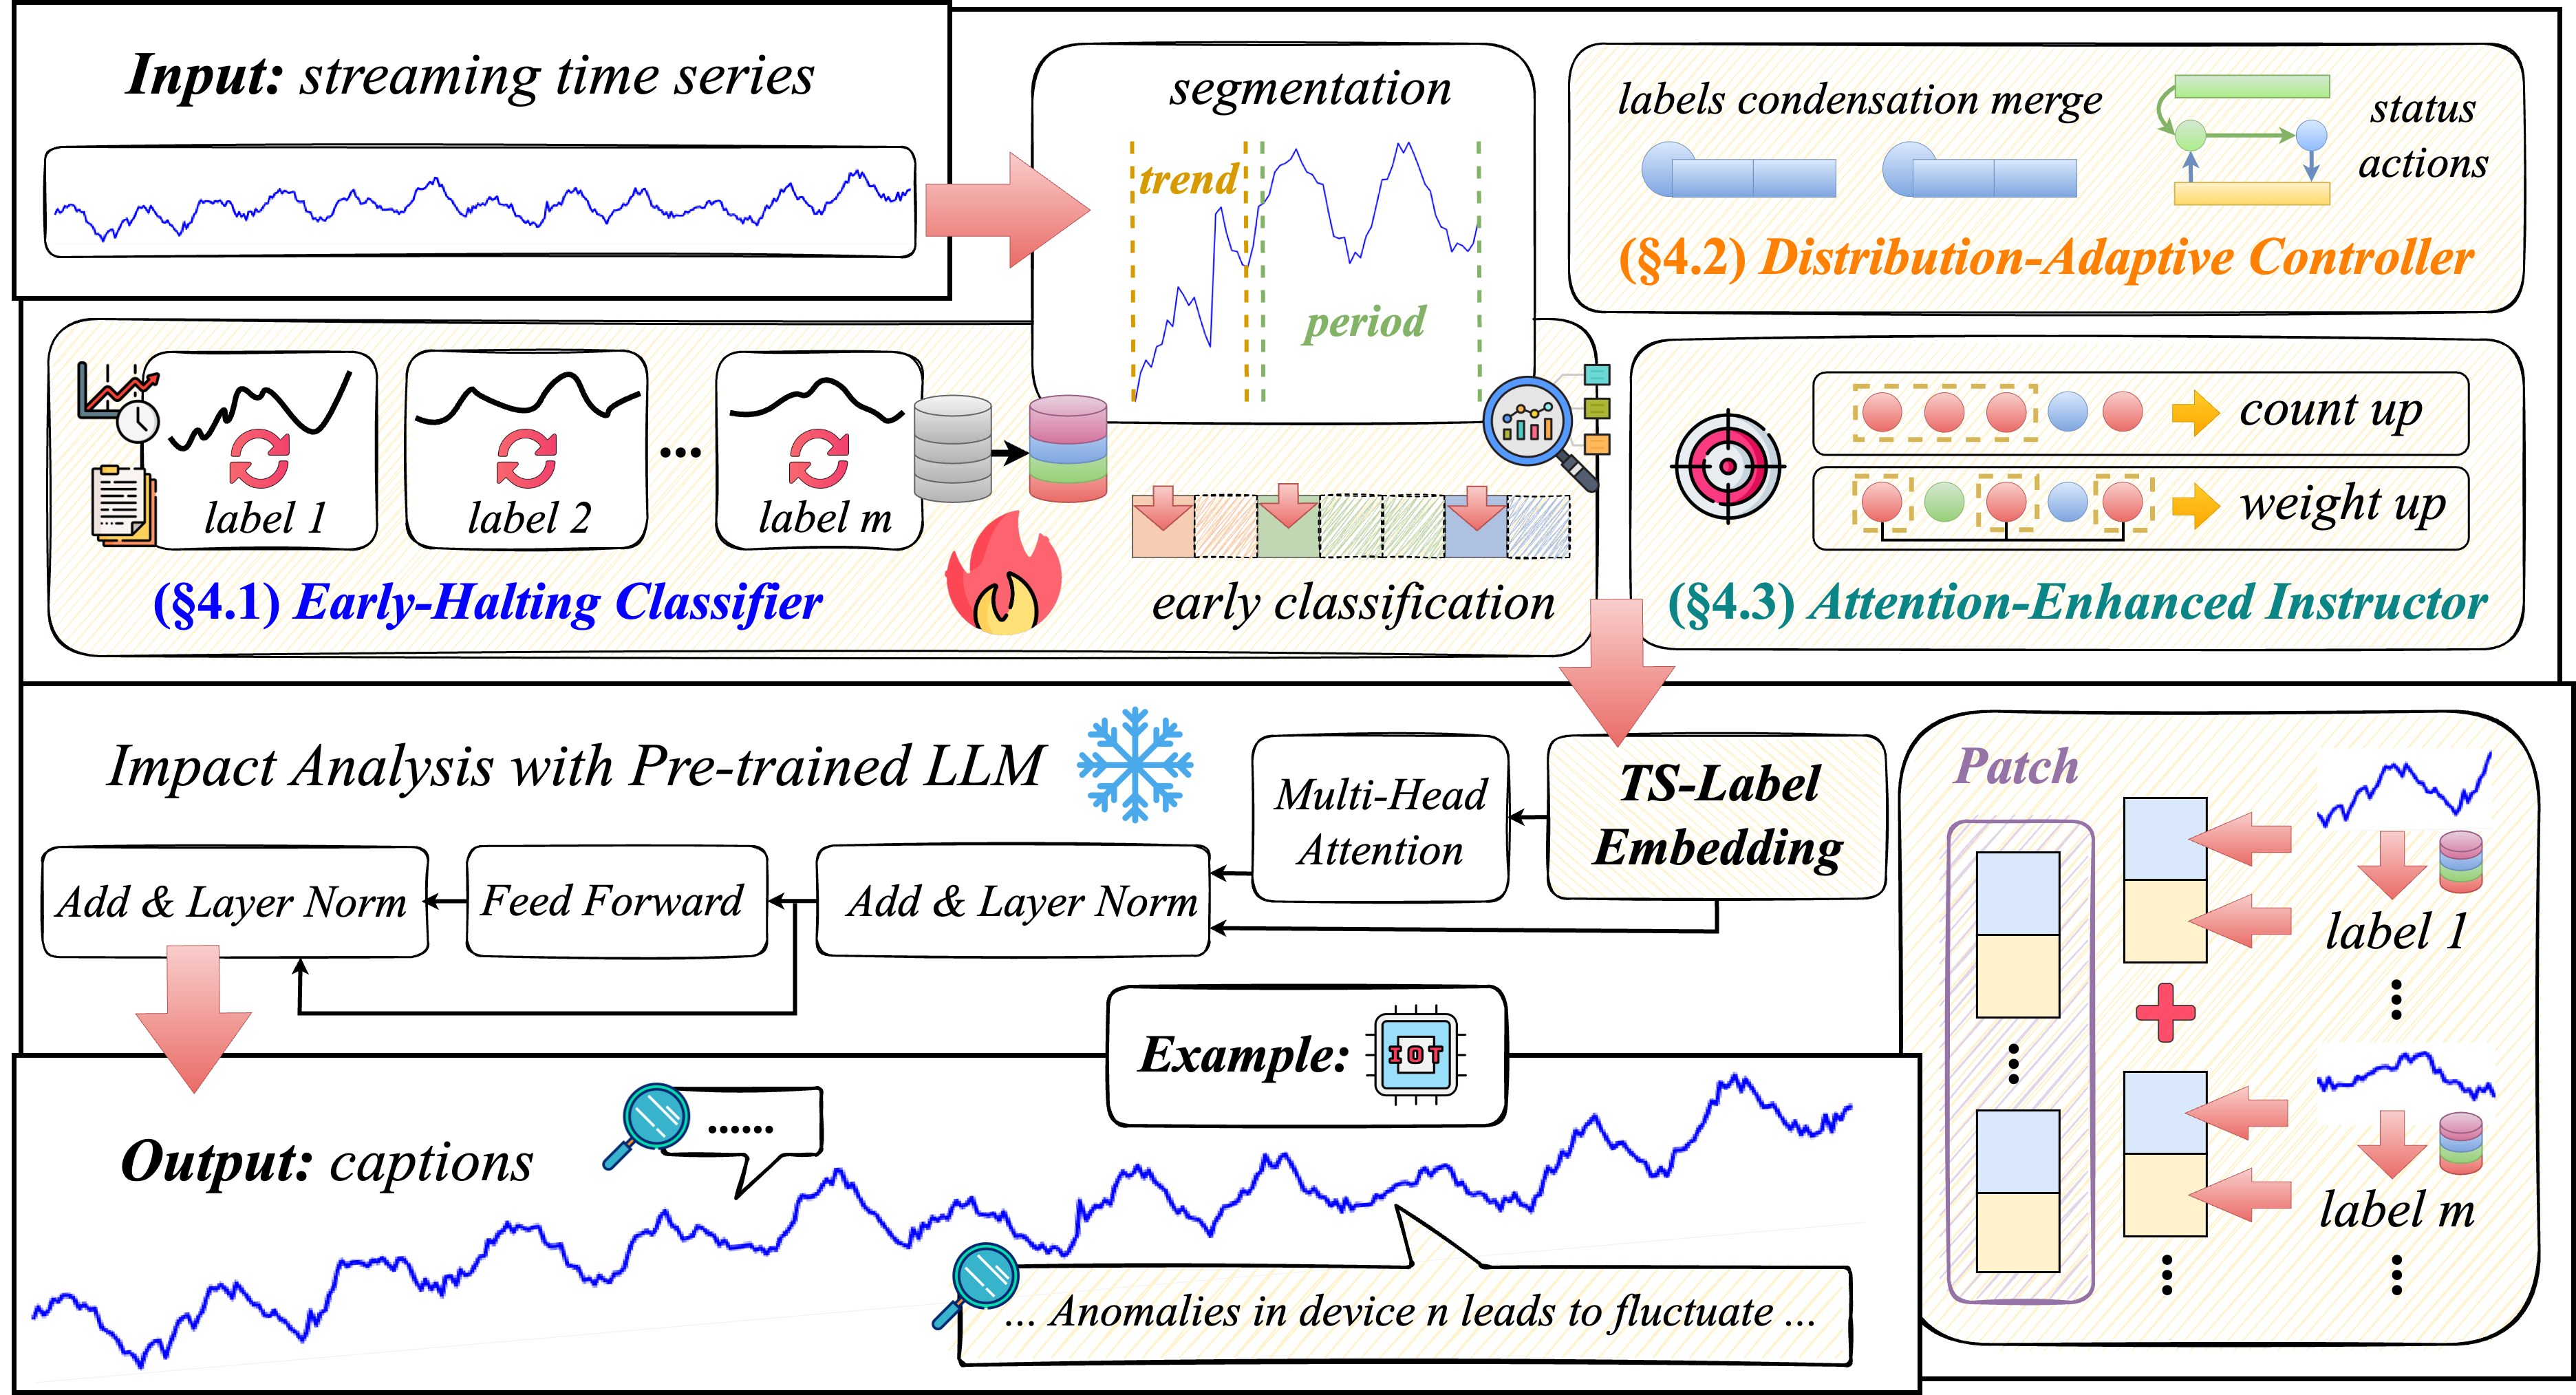 Input: streaming time series
segmentation
trend
period
labels condensation merge
status
actions
(§4.2) Distribution-Adaptive Controller
label 1
label 2
...
label m
(§4.1) Early-Halting Classifier
early classification
count up
weight up
(§4.3) Attention-Enhanced Instructor
Impact Analysis with Pre-trained LLM
Multi-Head
Attention
TS-Label
Embedding
Add & Layer Norm
Feed Forward
Add & Layer Norm
Patch
label 1
label m
Example:
IOT
Output: captions
......
... Anomalies in device n leads to fluctuate ...